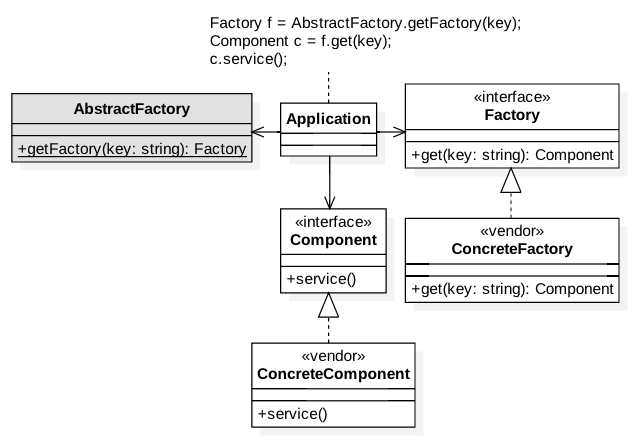 Factory f = AbstractFactory.getFactory(key);
Component c = f.get(key);
c.service();
AbstractFactory
+getFactory(key: string): Factory
Application
«interface»
Factory
+get(key: string): Component
«interface»
Component
+service()
«vendor»
ConcreteFactory
+get(key: string): Component
«vendor»
ConcreteComponent
+service()